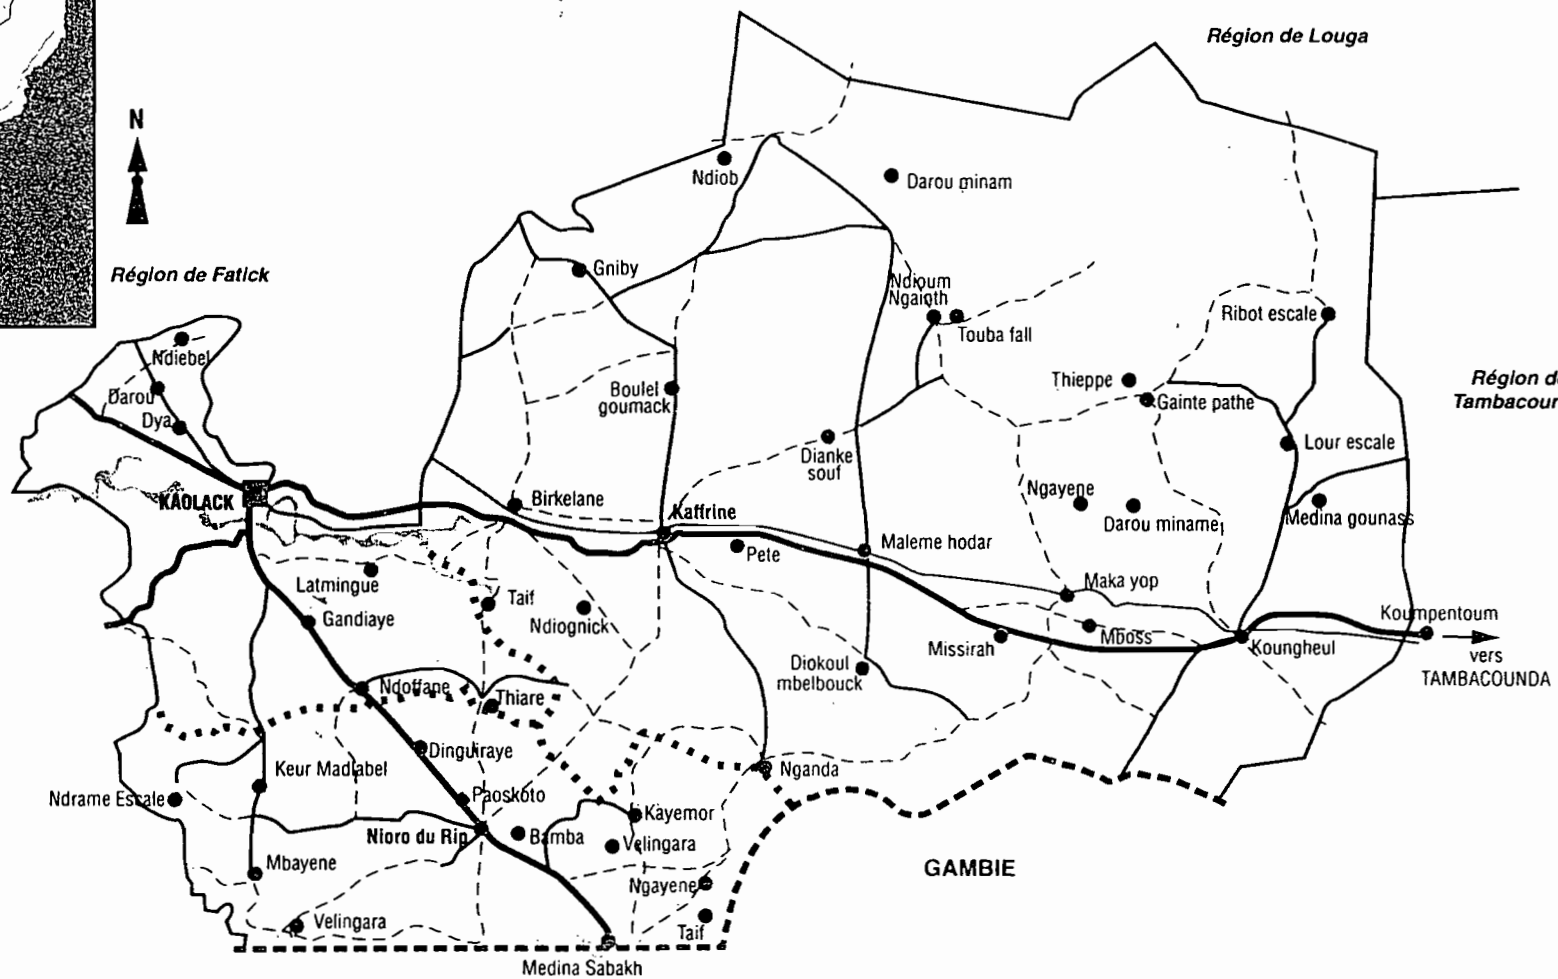 Région de Louga
N
Ndiob
Darou minam
Région de Fatick
Gniby
Ndioum
Ngainth
Touba fall
Ribot escale
Ndiebel
Darou
Dya
Boulel
goumack
Thieppe
Gainte pathe
Région d
Tambacour
Dianke
souf
Lour escale
KAOLACK
Birkelane
Kaffrine
Ngayene
Darou miname
Medina gounass
Pete
Maleme hodar
Latmingue
Gandiaye
Taif
Ndiognick
Maka yop
Mboss
Missirah
Koungheul
Koumpentoum
vers
TAMBACOUNDA
Diokoul
mbelbouck
Ndoffane
Thiare
Dinguiraye
Keur Madiabel
Ndrame Escale
Paoskoto
Nganda
Nioro du Rip
Bamba
Kayemor
Velingara
Mbayene
Ngayene
GAMBIE
Velingara
Taif
Medina Sabakh